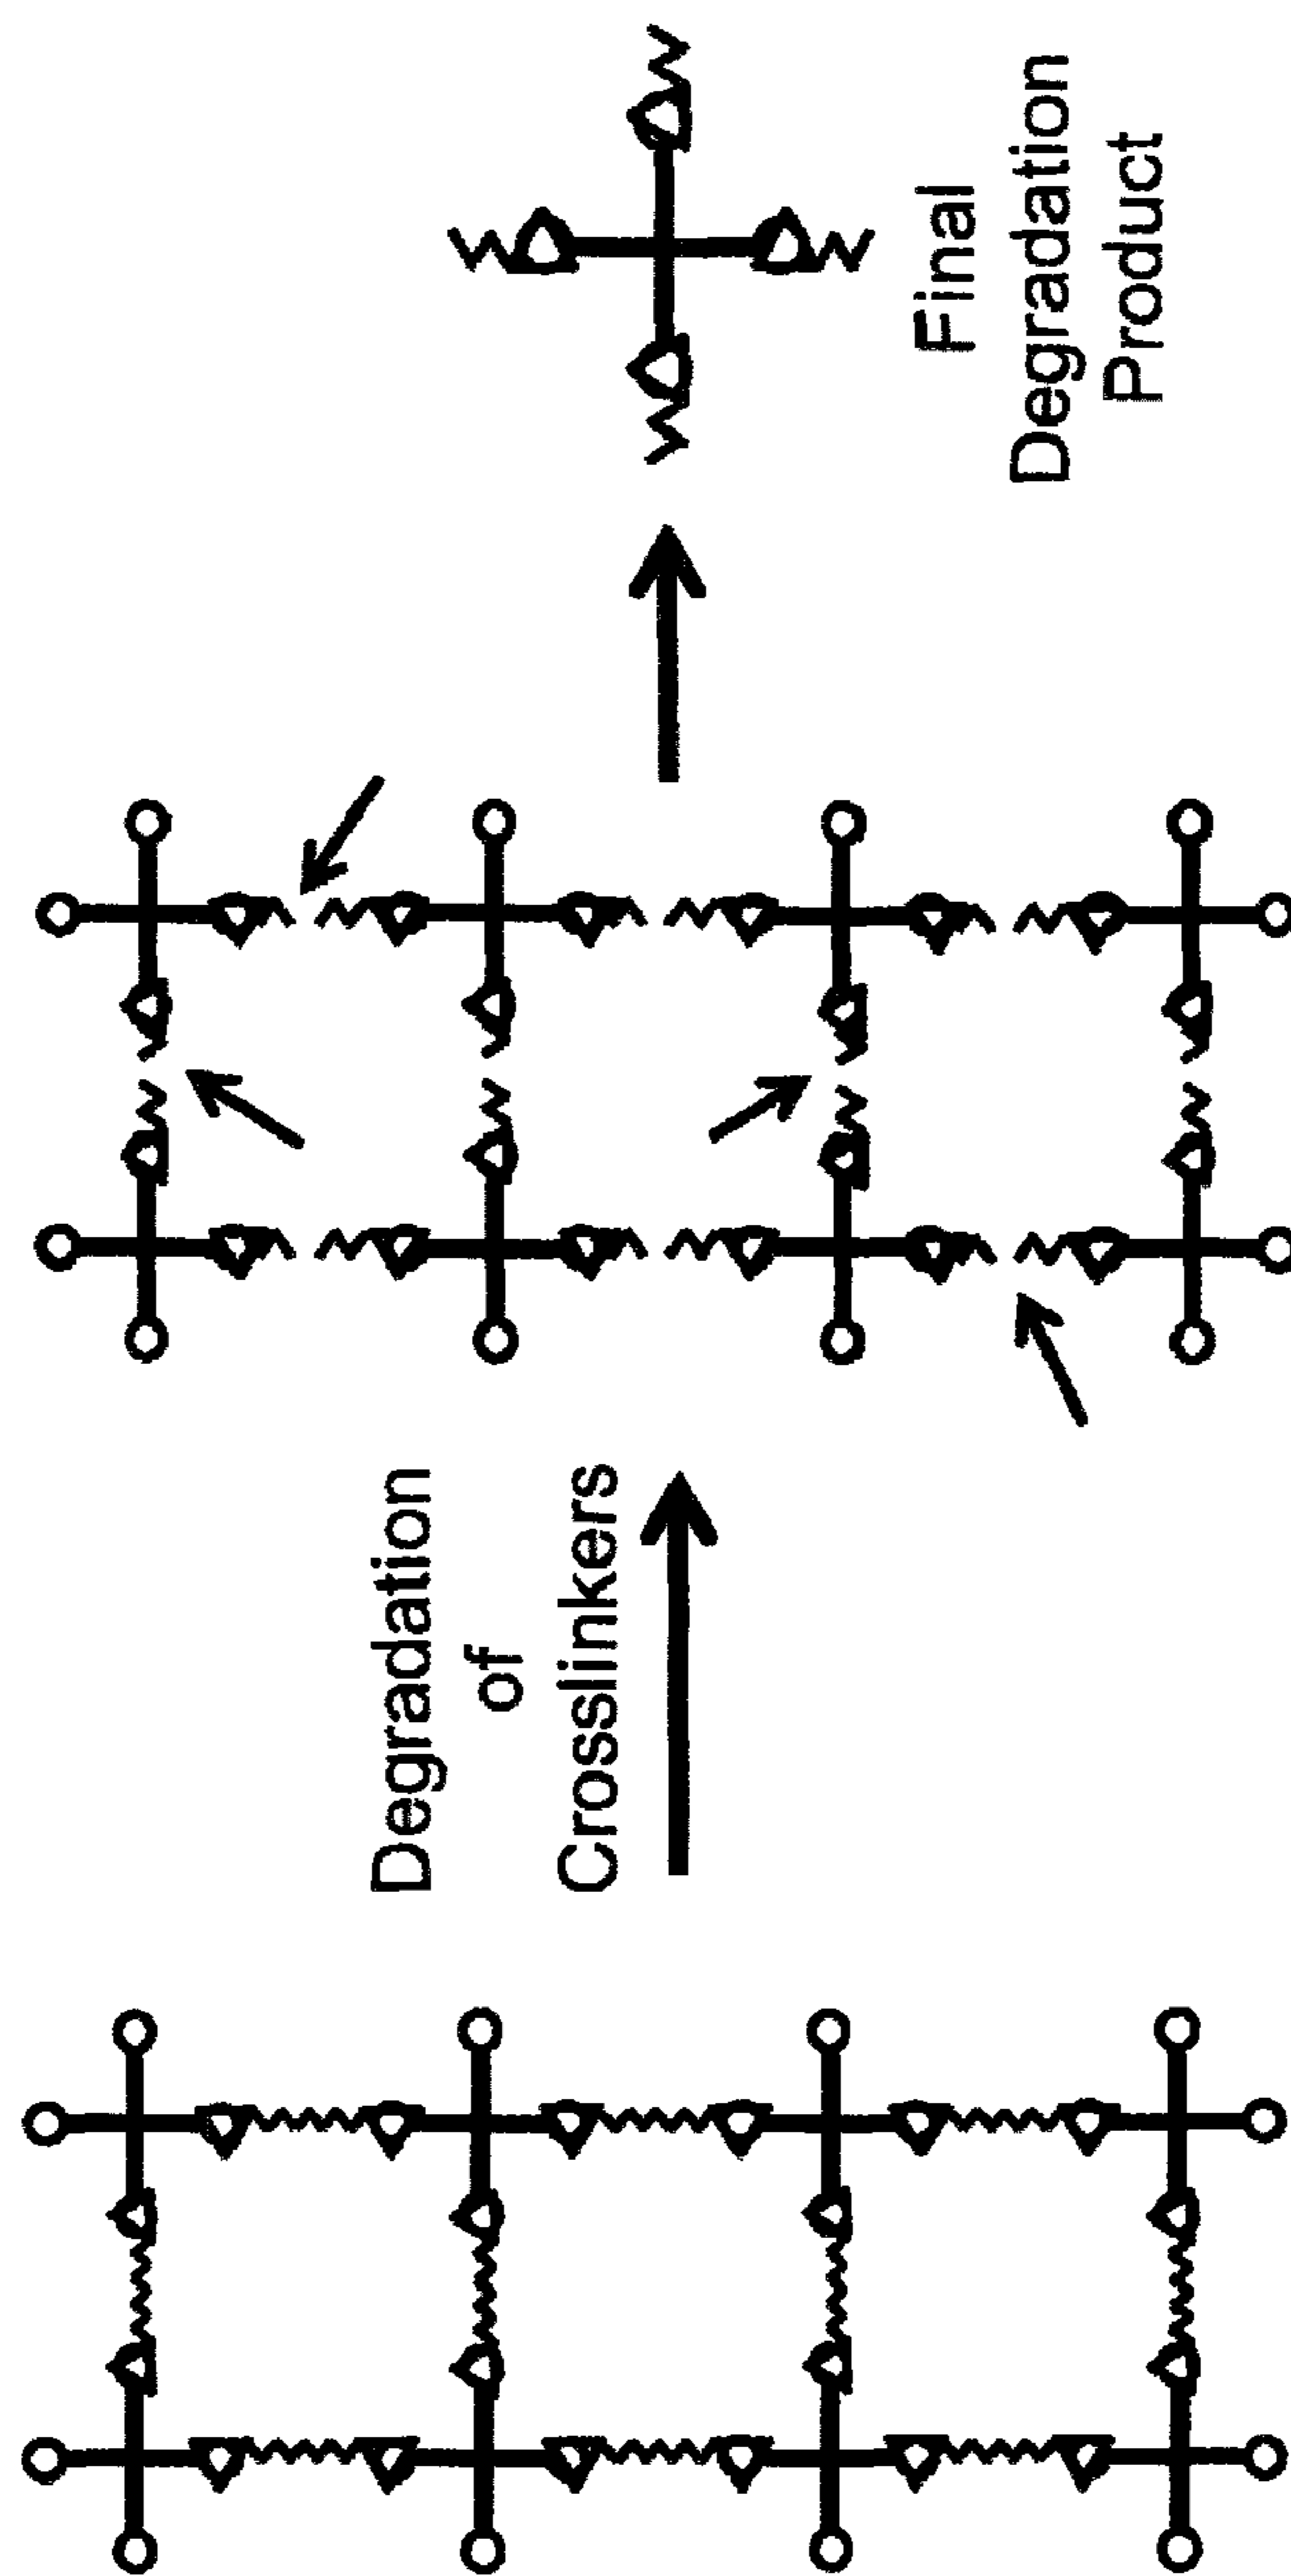 Degradation
of
Crosslinkers
Final
Degradation
Product